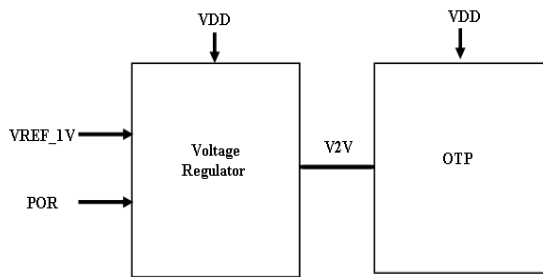 VDD
VDD
VREF_1V
POR
Voltage
Regulator
V2V
OTP